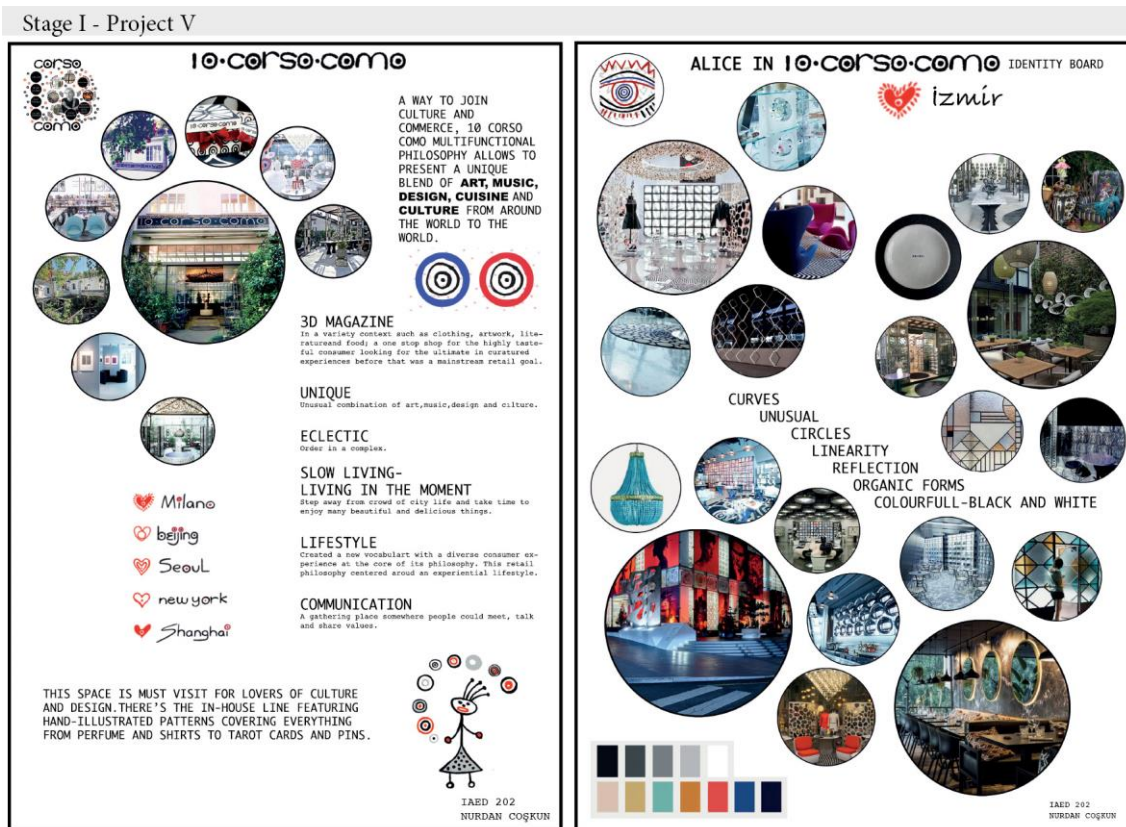 Stage I - Project V
corso
como
10·corso·como
A WAY TO JOIN
CULTURE AND
COMMERCE, 10 CORSO
COMO MULTIFUNCTIONAL
PHILOSOPHY ALLOWS TO
PRESENT A UNIQUE
BLEND OF ART, MUSIC,
DESIGN, CUISINE AND
CULTURE FROM AROUND
THE WORLD TO THE
WORLD.
10·corso·como
3D MAGAZINE
In a variety context such as clothing, artwork, lite-
raturesand food; a one stop shop for the highly taste-
ful consumer looking for the ultimate in curatured
experiences before that was a mainstream retail goal.
UNIQUE
Unusual combination of art,music,design and culture.
ECLECTIC
Order in a complex.
SLOW LIVING-
LIVING IN THE MOMENT
Step away from crowd of city life and take time to
enjoy many beautiful and delicious things.
LIFESTYLE
Created a new vocabulart with a diverse consumer ex-
perience at the core of its philosophy. This retail
philosophy centered aroud an experiential lifestyle.
COMMUNICATION
A gathering place somewhere people could meet, talk
and share values.
Milano
beijing
Seoul
new york
Shanghai
THIS SPACE IS MUST VISIT FOR LOVERS OF CULTURE
AND DESIGN.THERE'S THE IN-HOUSE LINE FEATURING
HAND-ILLUSTRATED PATTERNS COVERING EVERYTHING
FROM PERFUME AND SHIRTS TO TAROT CARDS AND PINS.
IAED 202
NURDAN COŞKUN
ALICE IN 10·corso·como IDENTITY BOARD
izmir
CURVES
UNUSUAL
CIRCLES
LINEARITY
REFLECTION
ORGANIC FORMS
COLOURFULL-BLACK AND WHITE
IAED 202
NURDAN COŞKUN